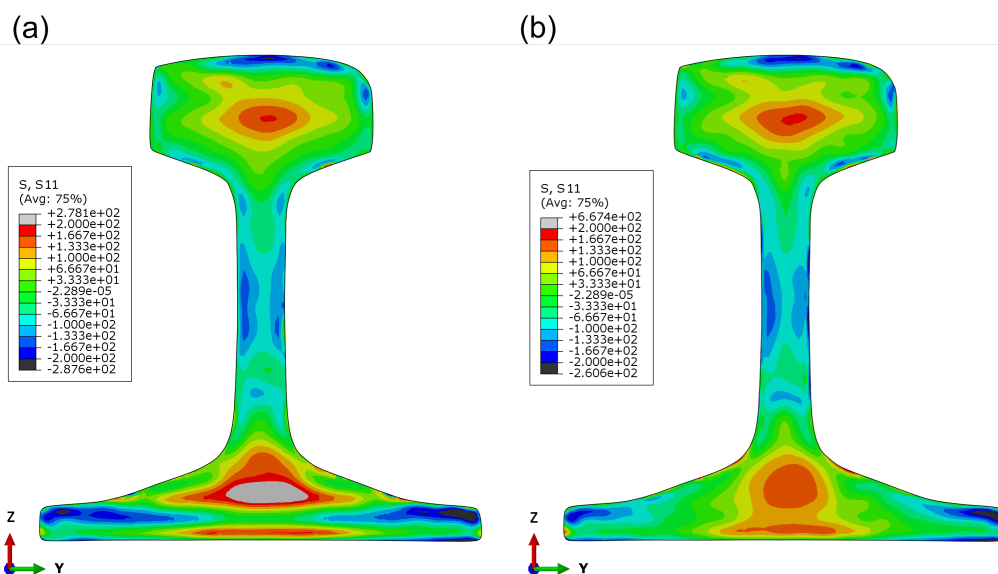 (a)
(b)
S, S11
(Avg: 75%)
+2.781e+02
+2.000e+02
+1.667e+02
+1.333e+02
+1.000e+02
+6.667e+01
+3.333e+01
-2.289e-05
-3.333e+01
-6.667e+01
-1.000e+02
-1.333e+02
-1.667e+02
-2.000e+02
-2.876e+02
S, S11
(Avg: 75%)
+6.674e+02
+2.000e+02
+1.667e+02
+1.333e+02
+1.000e+02
+6.667e+01
+3.333e+01
-2.289e-05
-3.333e+01
-6.667e+01
-1.000e+02
-1.333e+02
-1.667e+02
-2.000e+02
-2.606e+02
Z
Y
Z
Y